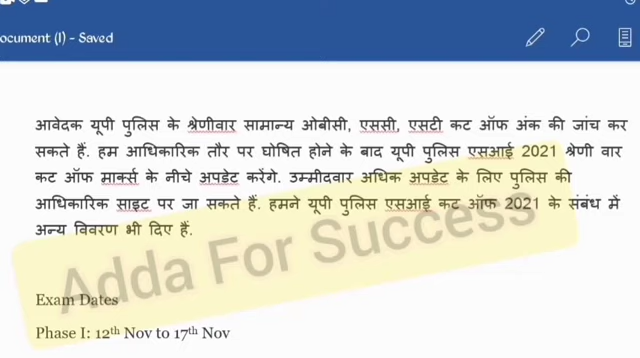 ocument (1) - Saved
आवेदक यूपी पुलिस के श्रेणीवार सामान्य ओबीसी, एससी, एसटी कट ऑफ अंक की जांच कर
सकते हैं. हम आधिकारिक तौर पर घोषित होने के बाद यूपी पुलिस एसआई 2021 श्रेणी वार
कट ऑफ मार्क्स के नीचे अपडेट करेंगे. उम्मीदवार अधिक अपडेट के लिए पुलिस की
आधिकारिक साइट पर जा सकते हैं. हमने यूपी पुलिस एसआई कट ऑफ 2021 के संबंध में
अन्य विवरण भी दिए हैं.
Adda For Success
Exam Dates
Phase I: 12th Nov to 17th Nov